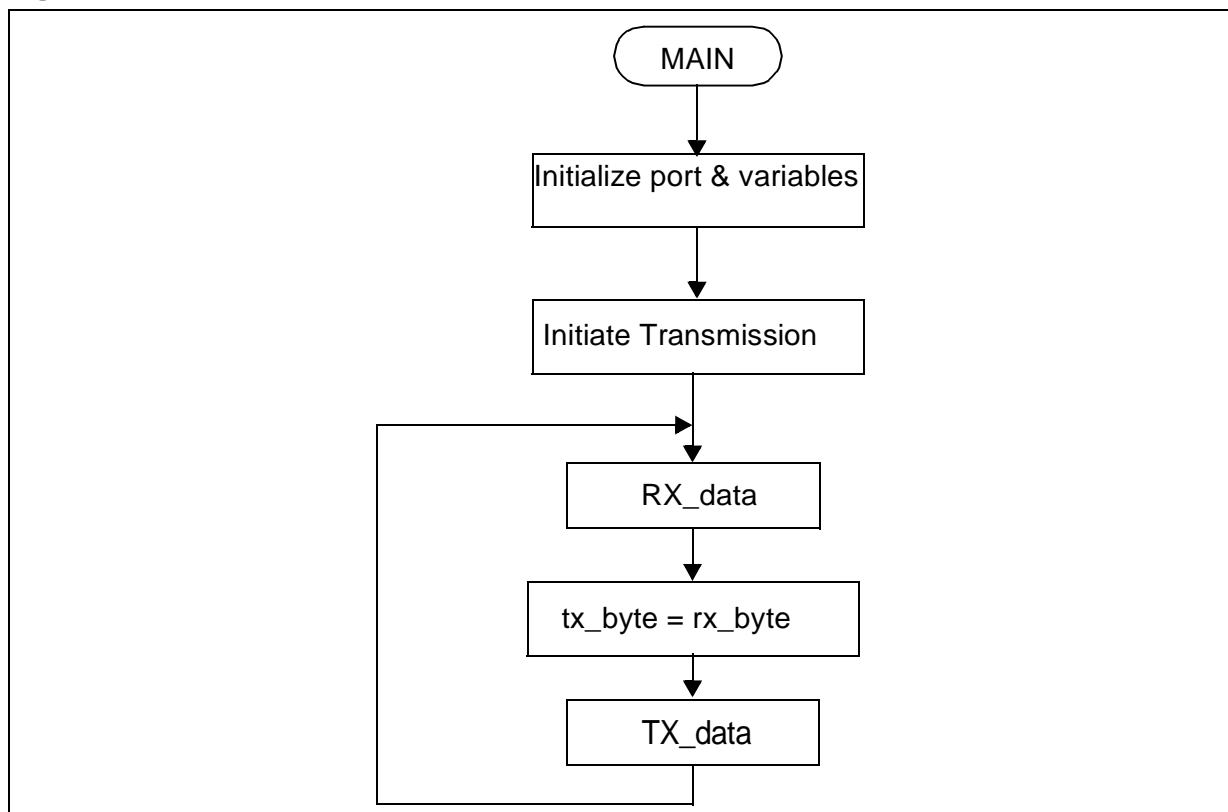 MAIN
Initialize port & variables
Initiate Transmission
RX_data
tx_byte = rx_byte
TX_data